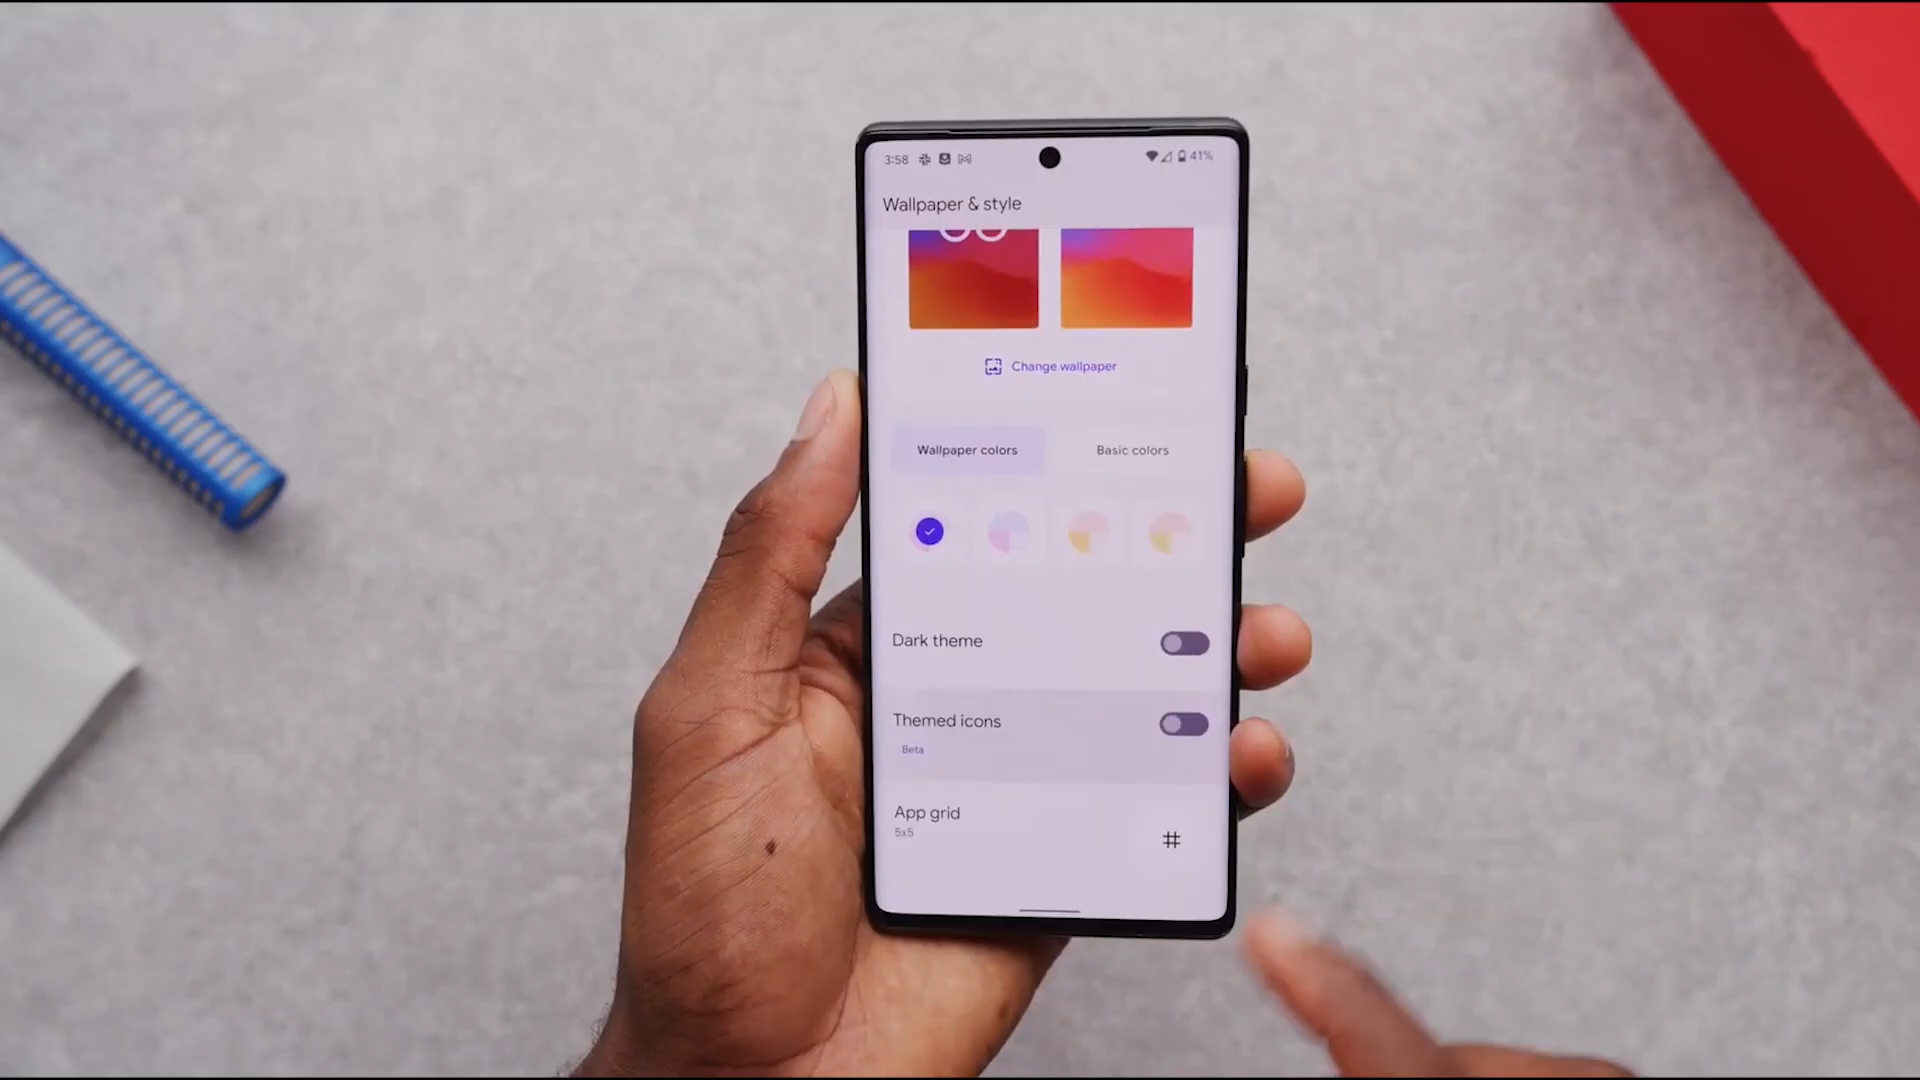 3:58
41%
Wallpaper & style
Change wallpaper
Wallpaper colors
Basic colors
Dark theme
Themed icons
Beta
App grid
5x5